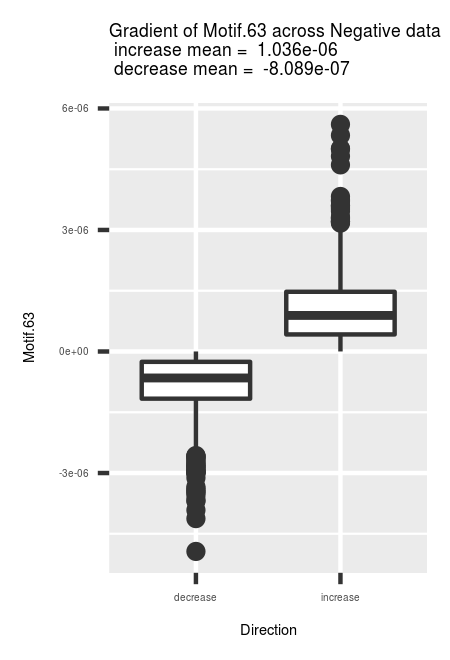 Gradient of Motif.63 across Negative data
increase mean =  1.036e-06
decrease mean =  -8.089e-07
6e-06
3e-06
0e+00
-3e-06
Motif.63
decrease
increase
Direction